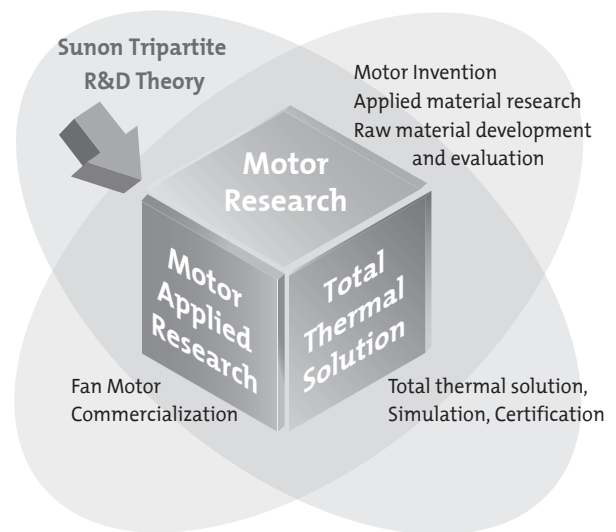 Sunon Tripartite
R&D Theory
Motor Invention
Applied material research
Raw material development
and evaluation
Motor
Research
Motor
Applied
Research
Total
Thermal
Solution
Fan Motor
Commercialization
Total thermal solution,
Simulation, Certification